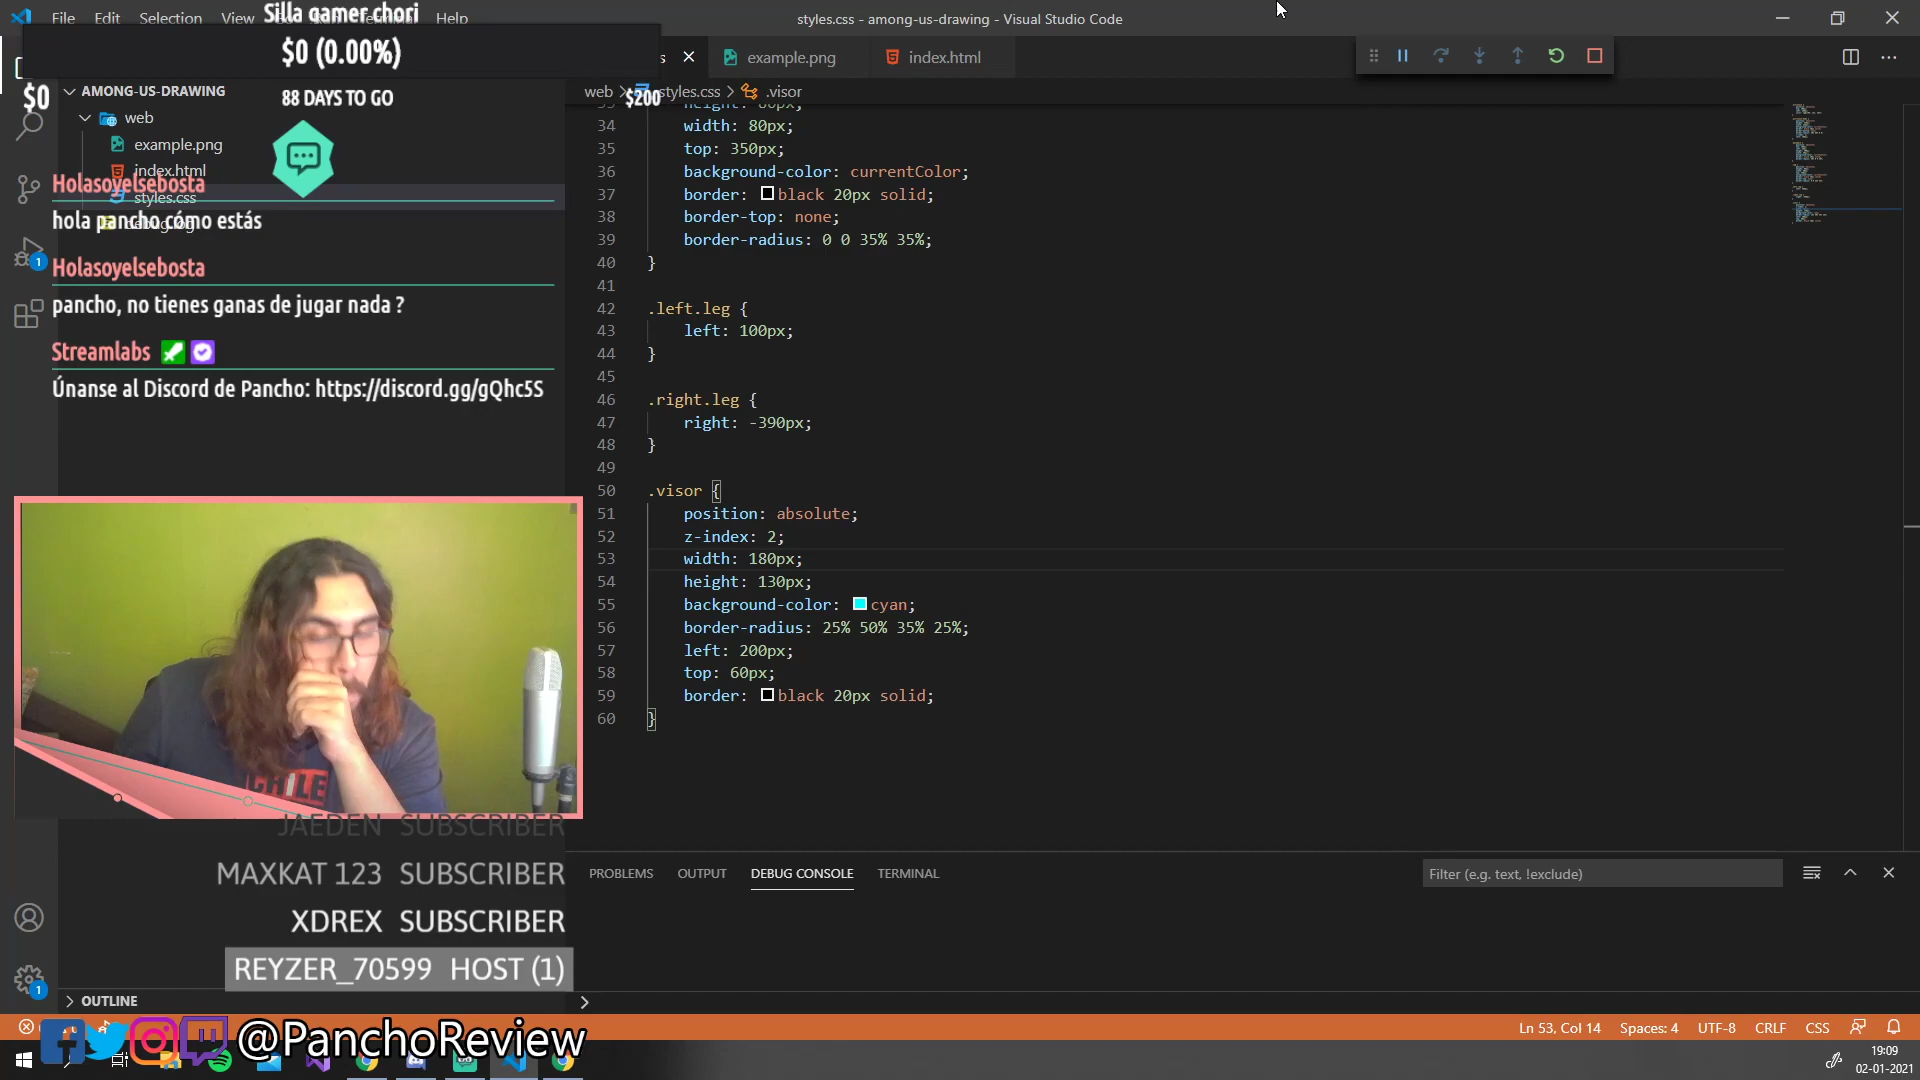 File Edit Selection View Help
styles.css - among-us-drawing - Visual Studio Code
Silla gamer chori
$0 (0.00%)
$0
$200
88 DAYS TO GO
AMONG-US-DRAWING
web
example.png
index.html
styles.css
debug.log
Holasoyelsebosta
hola pancho cómo estás
Holasoyelsebosta
pancho, no tienes ganas de jugar nada ?
Streamlabs
Únanse al Discord de Pancho: https://discord.gg/gQhc5S
example.png
index.html
web > styles.css > .visor
34 width: 80px;
35 top: 350px;
36 background-color: currentColor;
37 border: black 20px solid;
38 border-top: none;
39 border-radius: 0 0 35% 35%;
40 }
41
42 .left.leg {
43 left: 100px;
44 }
45
46 .right.leg {
47 right: -390px;
48 }
49
50 .visor {
51 position: absolute;
52 z-index: 2;
53 width: 180px;
54 height: 130px;
55 background-color: cyan;
56 border-radius: 25% 50% 35% 25%;
57 left: 200px;
58 top: 60px;
59 border: black 20px solid;
60 }
JAEDEN SUBSCRIBER
MAXKAT 123 SUBSCRIBER
XDREX SUBSCRIBER
REYZER_70599 HOST (1)
OUTLINE
PROBLEMS OUTPUT DEBUG CONSOLE TERMINAL
Filter (e.g. text, !exclude)
@PanchoReview
Ln 53, Col 14 Spaces: 4 UTF-8 CRLF CSS
19:09
02-01-2021